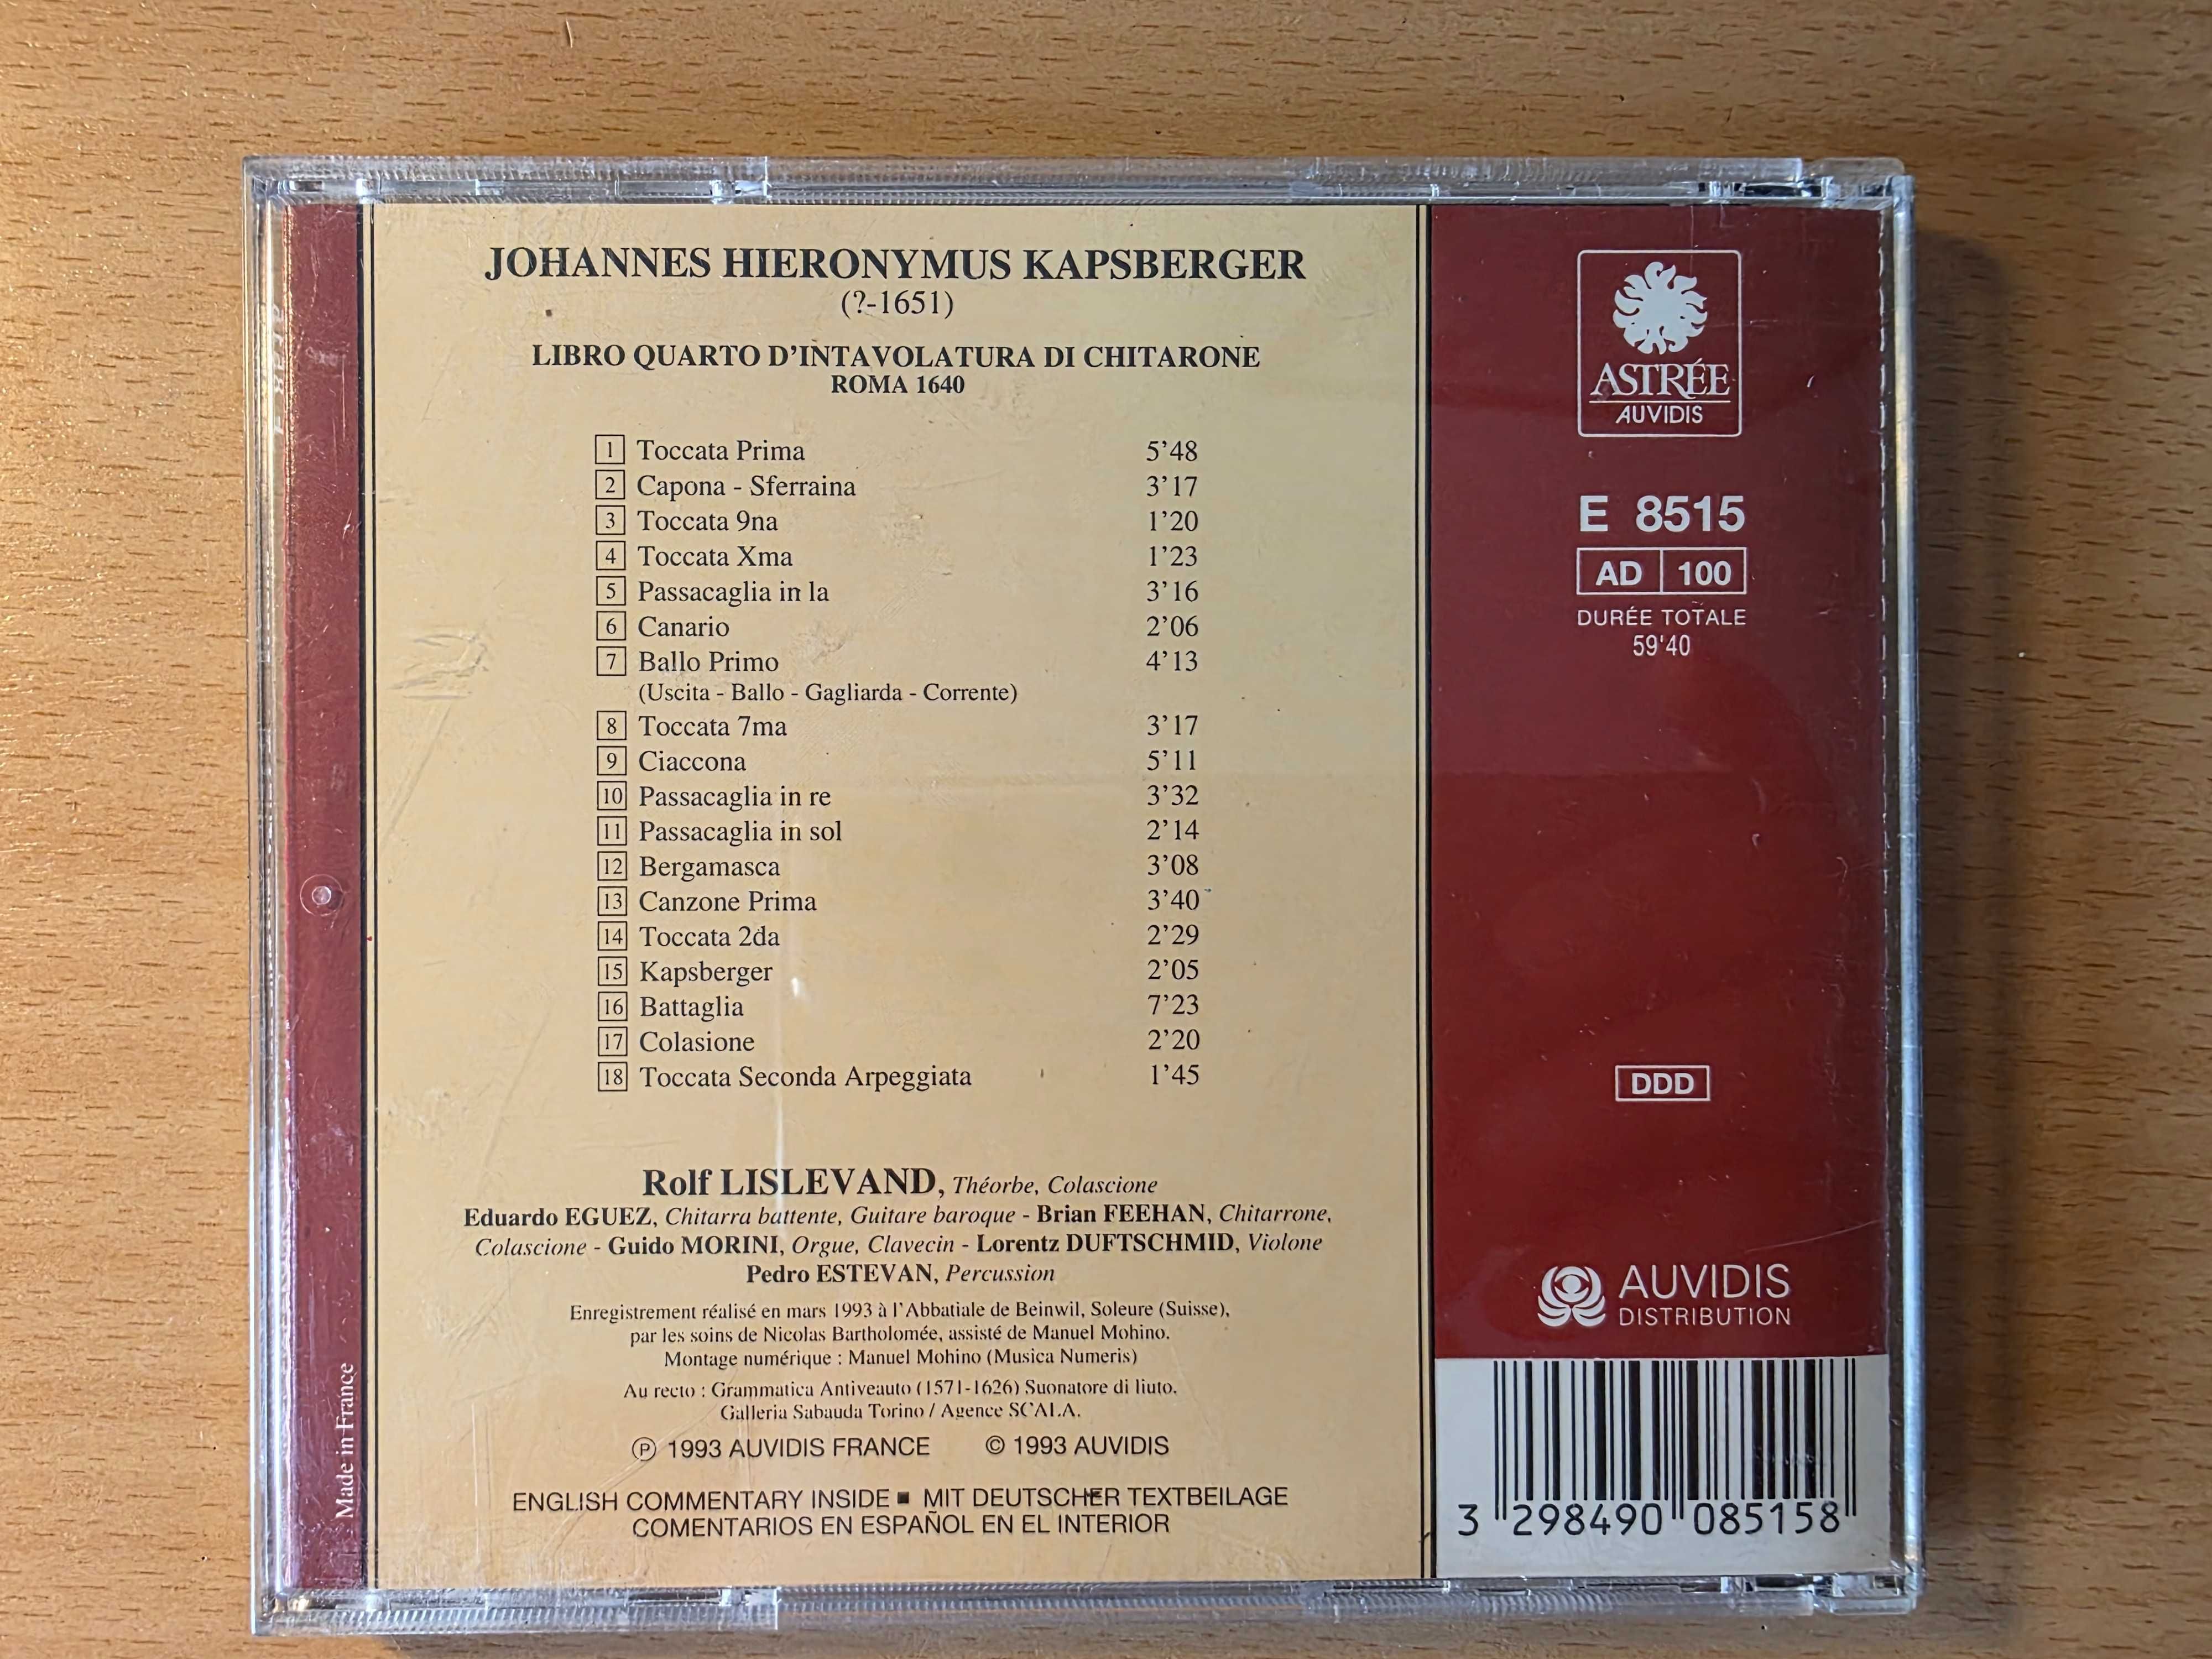 JOHANNES HIERONYMUS KAPSBERGER
(?-1651)
LIBRO QUARTO D'INTAVOLATURA DI CHITARONE
ROMA 1640
1 Toccata Prima 5'48
2 Capona - Sferraina 3'17
3 Toccata 9na 1'20
4 Toccata Xma 1'23
5 Passacaglia in la 3'16
6 Canario 2'06
7 Ballo Primo 4'13
(Uscita - Ballo - Gagliarda - Corrente)
8 Toccata 7ma 3'17
9 Ciaccona 5'11
10 Passacaglia in re 3'32
11 Passacaglia in sol 2'14
12 Bergamasca 3'08
13 Canzone Prima 3'40
14 Toccata 2da 2'29
15 Kapsberger 2'05
16 Battaglia 7'23
17 Colasione 2'20
18 Toccata Seconda Arpeggiata 1'45
Rolf LISLEVAND, Théorbe, Colascione
Eduardo EGUEZ, Chitarra battente, Guitare baroque - Brian FEEHAN, Chitarrone,
Colascione - Guido MORINI, Orgue, Clavecin - Lorentz DUFTSCHMID, Violone
Pedro ESTEVAN, Percussion
Enregistrement réalisé en mars 1993 à l'Abbatiale de Beinwil, Soleure (Suisse),
par les soins de Nicolas Bartholomée, assisté de Manuel Mohino.
Montage numérique : Manuel Mohino (Musica Numeris)
Au recto : Grammatica Antiveauto (1571-1626) Suonatore di liuto.
Galleria Sabauda Torino / Agence SCALA.
℗ 1993 AUVIDIS FRANCE © 1993 AUVIDIS
ENGLISH COMMENTARY INSIDE ■ MIT DEUTSCHER TEXTBEILAGE
COMENTARIOS EN ESPAÑOL EN EL INTERIOR
Made in France
ASTRÉE
AUVIDIS
E 8515
AD 100
DURÉE TOTALE
59'40
DDD
AUVIDIS
DISTRIBUTION
3 298490 085158